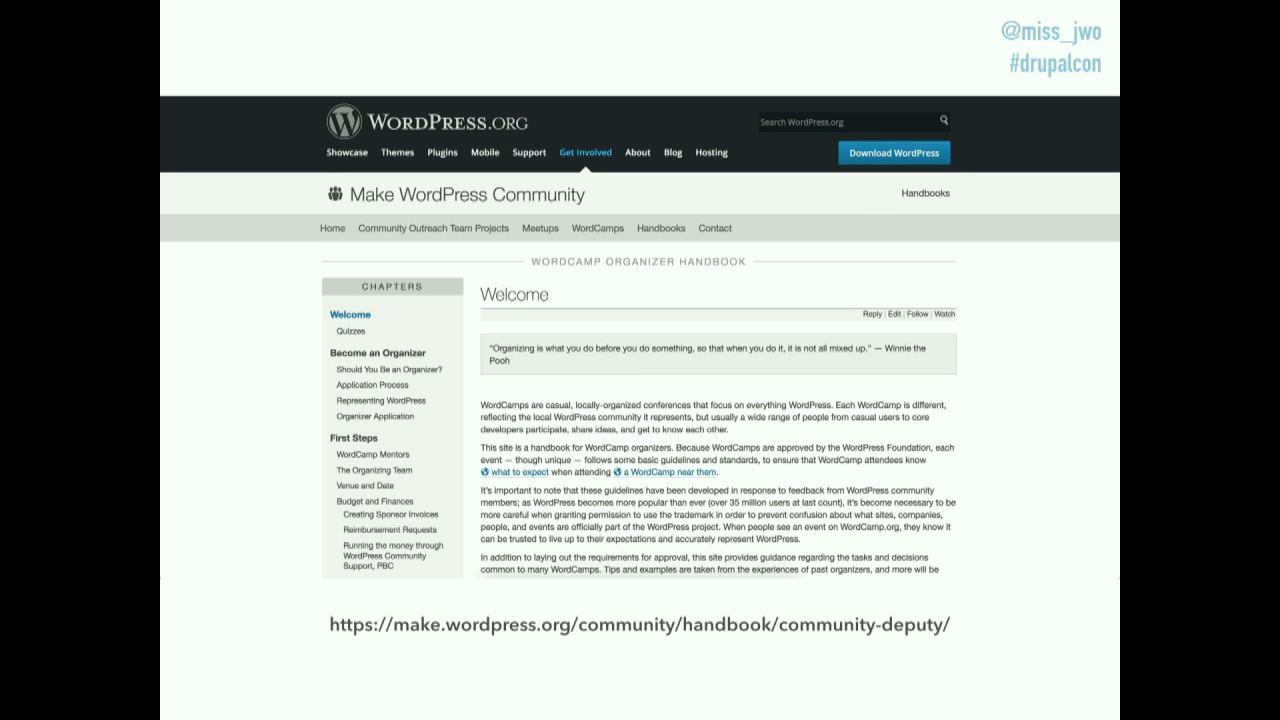 @miss_jwo
#drupalcon
WORDPRESS.ORG
Search WordPress.org
Showcase Themes Plugins Mobile Support Get Involved About Blog Hosting
Download WordPress
Make WordPress Community
Handbooks
Home Community Outreach Team Projects Meetups WordCamps Handbooks Contact
WORDCAMP ORGANIZER HANDBOOK
CHAPTERS
Welcome
Quizzes
Become an Organizer
Should You Be an Organizer?
Application Process
Representing WordPress
Organizer Application
First Steps
WordCamp Mentors
The Organizing Team
Venue and Date
Budget and Finances
Creating Sponsor Invoices
Reimbursement Requests
Running the money through
WordPress Community
Support, PBC
Welcome
Reply | Edit | Follow | Watch
"Organizing is what you do before you do something, so that when you do it, it is not all mixed up." — Winnie the
Pooh
WordCamps are casual, locally-organized conferences that focus on everything WordPress. Each WordCamp is different,
reflecting the local WordPress community it represents, but usually a wide range of people from casual users to core
developers participate, share ideas, and get to know each other.
This site is a handbook for WordCamp organizers. Because WordCamps are approved by the WordPress Foundation, each
event — though unique — follows some basic guidelines and standards, to ensure that WordCamp attendees know
what to expect when attending a WordCamp near them.
It's important to note that these guidelines have been developed in response to feedback from WordPress community
members; as WordPress becomes more popular than ever (over 35 million users at last count), it's become necessary to be
more careful when granting permission to use the trademark in order to prevent confusion about what sites, companies,
people, and events are officially part of the WordPress project. When people see an event on WordCamp.org, they know it
can be trusted to live up to their expectations and accurately represent WordPress.
In addition to laying out the requirements for approval, this site provides guidance regarding the tasks and decisions
common to many WordCamps. Tips and examples are taken from the experiences of past organizers, and more will be
https://make.wordpress.org/community/handbook/community-deputy/